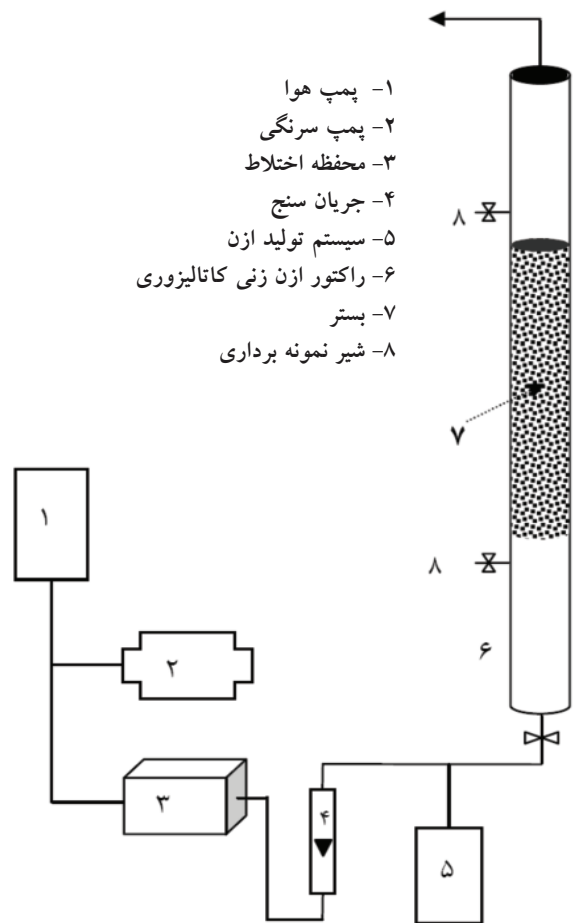 ۱- پمپ هوا
۲- پمپ سرنگی
۳- محفظه اختلاط
۴- جریان سنج
۵- سیستم تولید ازن
۶- راکتور ازن زنی کاتالیزوری
۷- بستر
۸- شیر نمونه برداری
۸
۷
۱
۸
۶
۲
۳
۴
۵